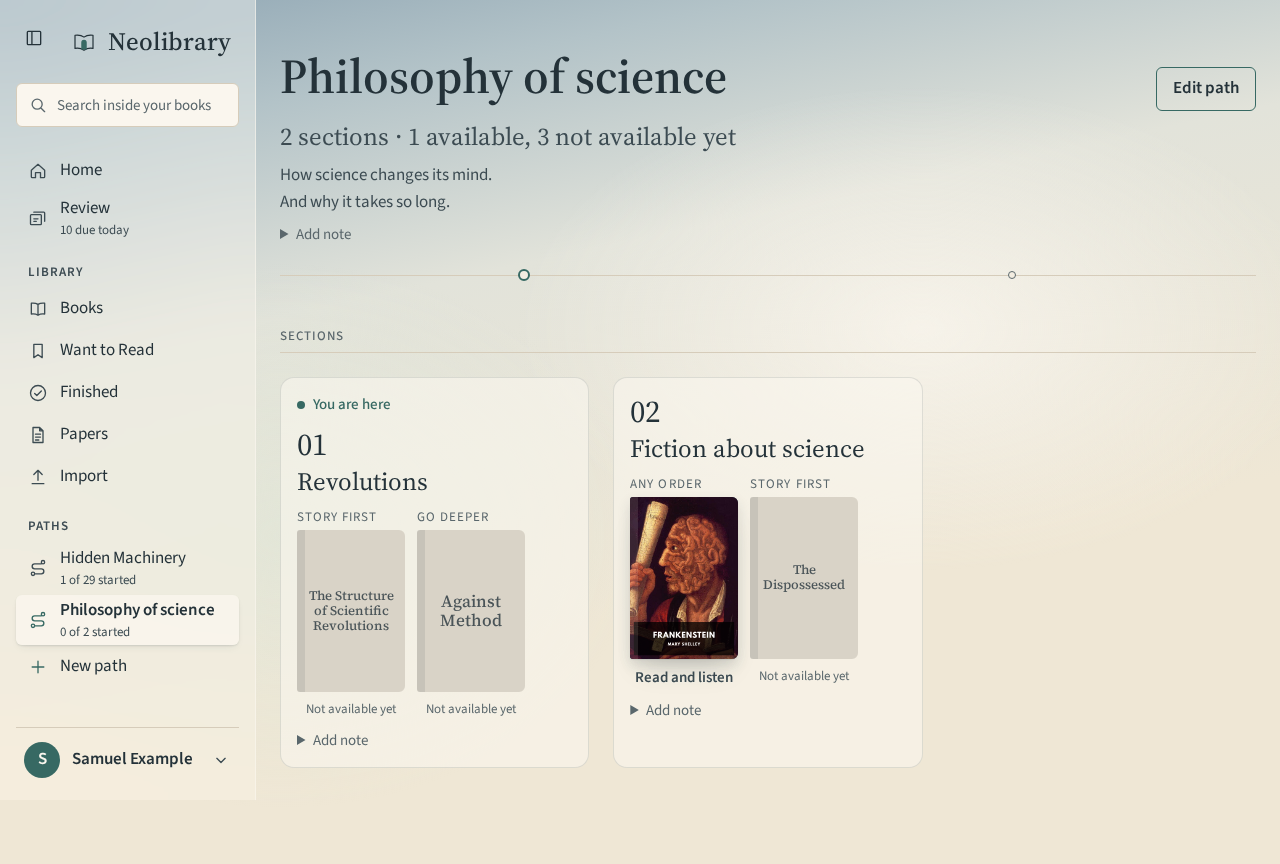 Neolibrary
Search inside your books
Home
Review
10 due today
LIBRARY
Books
Want to Read
Finished
Papers
Import
PATHS
Hidden Machinery
1 of 29 started
Philosophy of science
0 of 2 started
New path
S
Samuel Example
Philosophy of science
Edit path
2 sections · 1 available, 3 not available yet
How science changes its mind.
And why it takes so long.
Add note
SECTIONS
You are here
01
Revolutions
STORY FIRST
GO DEEPER
The Structure
of Scientific
Revolutions
Against
Method
Not available yet
Not available yet
Add note
02
Fiction about science
ANY ORDER
STORY FIRST
FRANKENSTEIN
MARY SHELLEY
The
Dispossessed
Read and listen
Not available yet
Add note